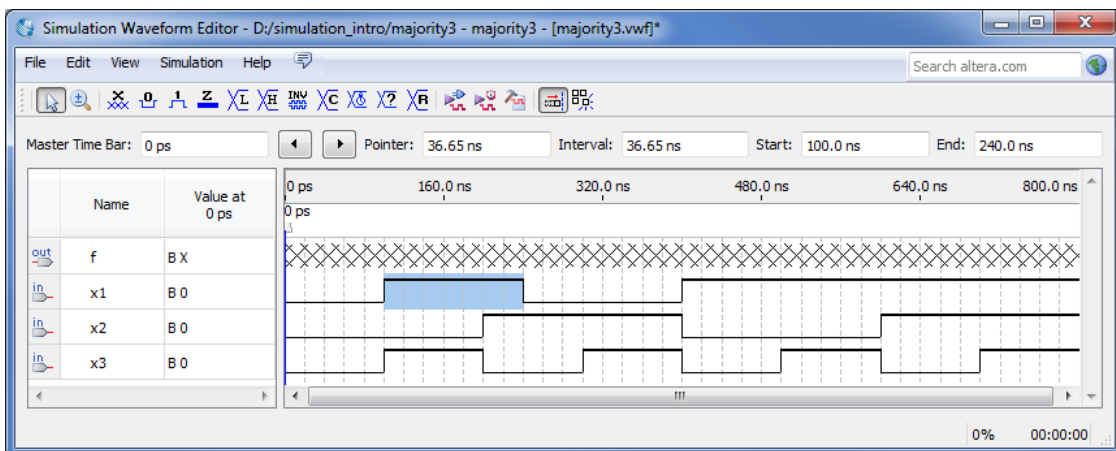 Simulation Waveform Editor - D:/simulation_intro/majority3 - majority3 - [majority3.vwf]*
File Edit View Simulation Help Search altera.com
Master Time Bar: 0 ps Pointer: 36.65 ns Interval: 36.65 ns Start: 100.0 ns End: 240.0 ns
Name Value at 0 ps 0 ps 160.0 ns 320.0 ns 480.0 ns 640.0 ns 800.0 ns
0 ps
out f B X
in x1 B 0
in x2 B 0
in x3 B 0
0% 00:00:00